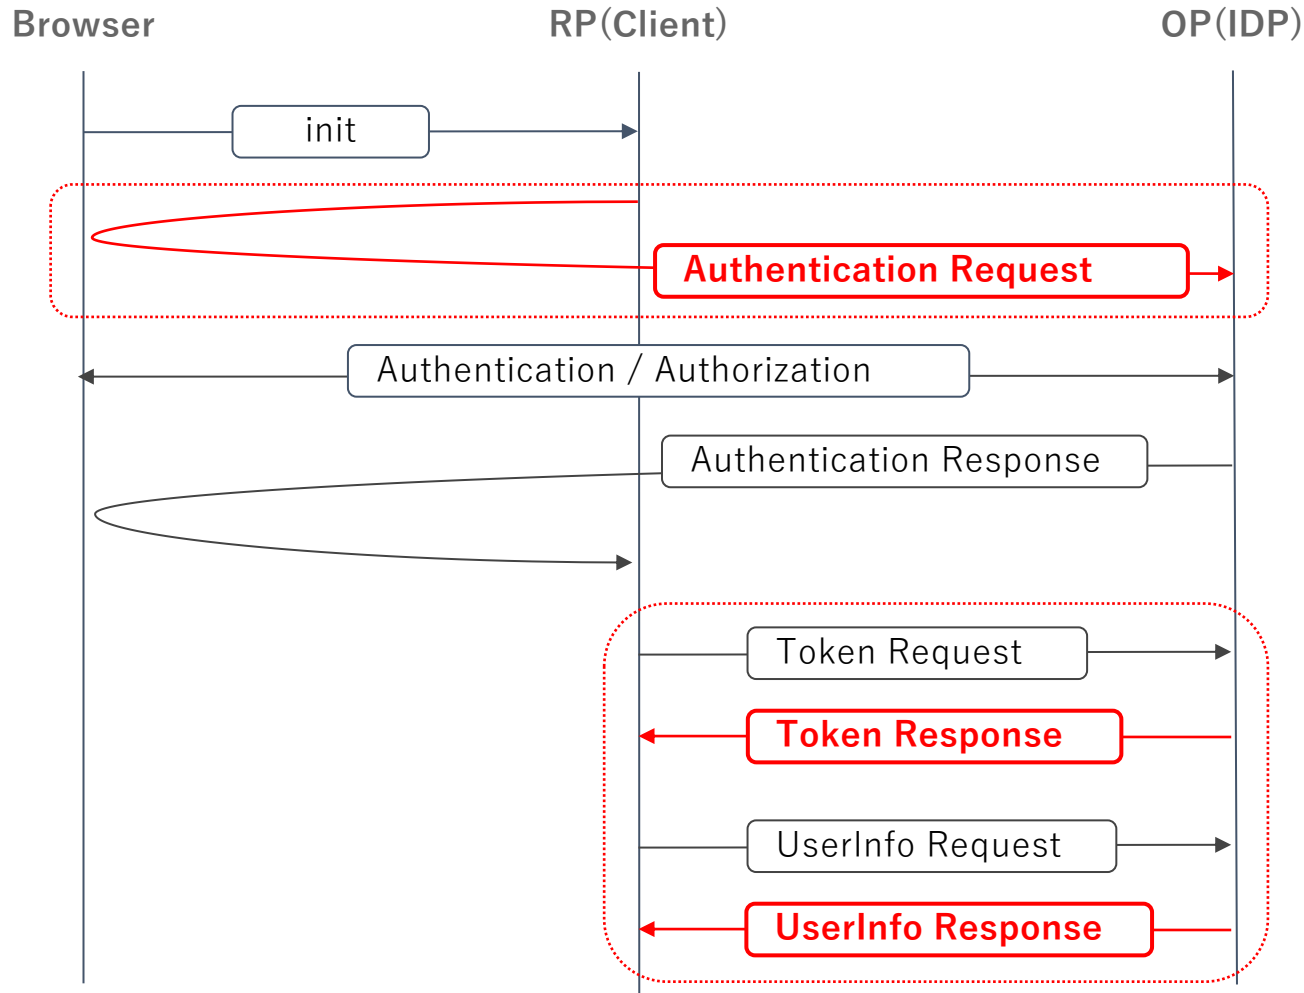 Browser
RP(Client)
OP(IDP)
init
Authentication Request
Authentication / Authorization
Authentication Response
Token Request
Token Response
UserInfo Request
UserInfo Response